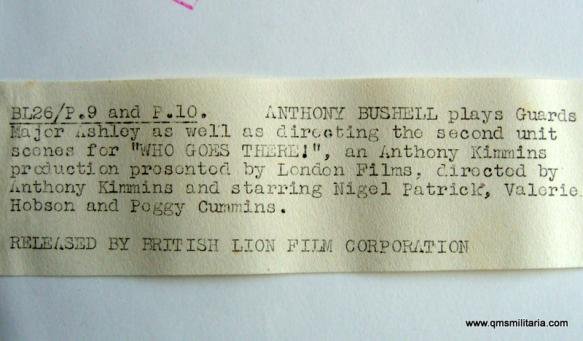 BL26/P.9 and P.10. ANTHONY BUSHELL plays Guards
Major Ashley as well as directing the second unit
scenes for "WHO GOES THERE!", an Anthony Kimmins
production presented by London Films, directed by
Anthony Kimmins and starring Nigel Patrick, Valerie
Hobson and Peggy Cummins.
RELEASED BY BRITISH LION FILM CORPORATION
www.qmsmilitaria.com